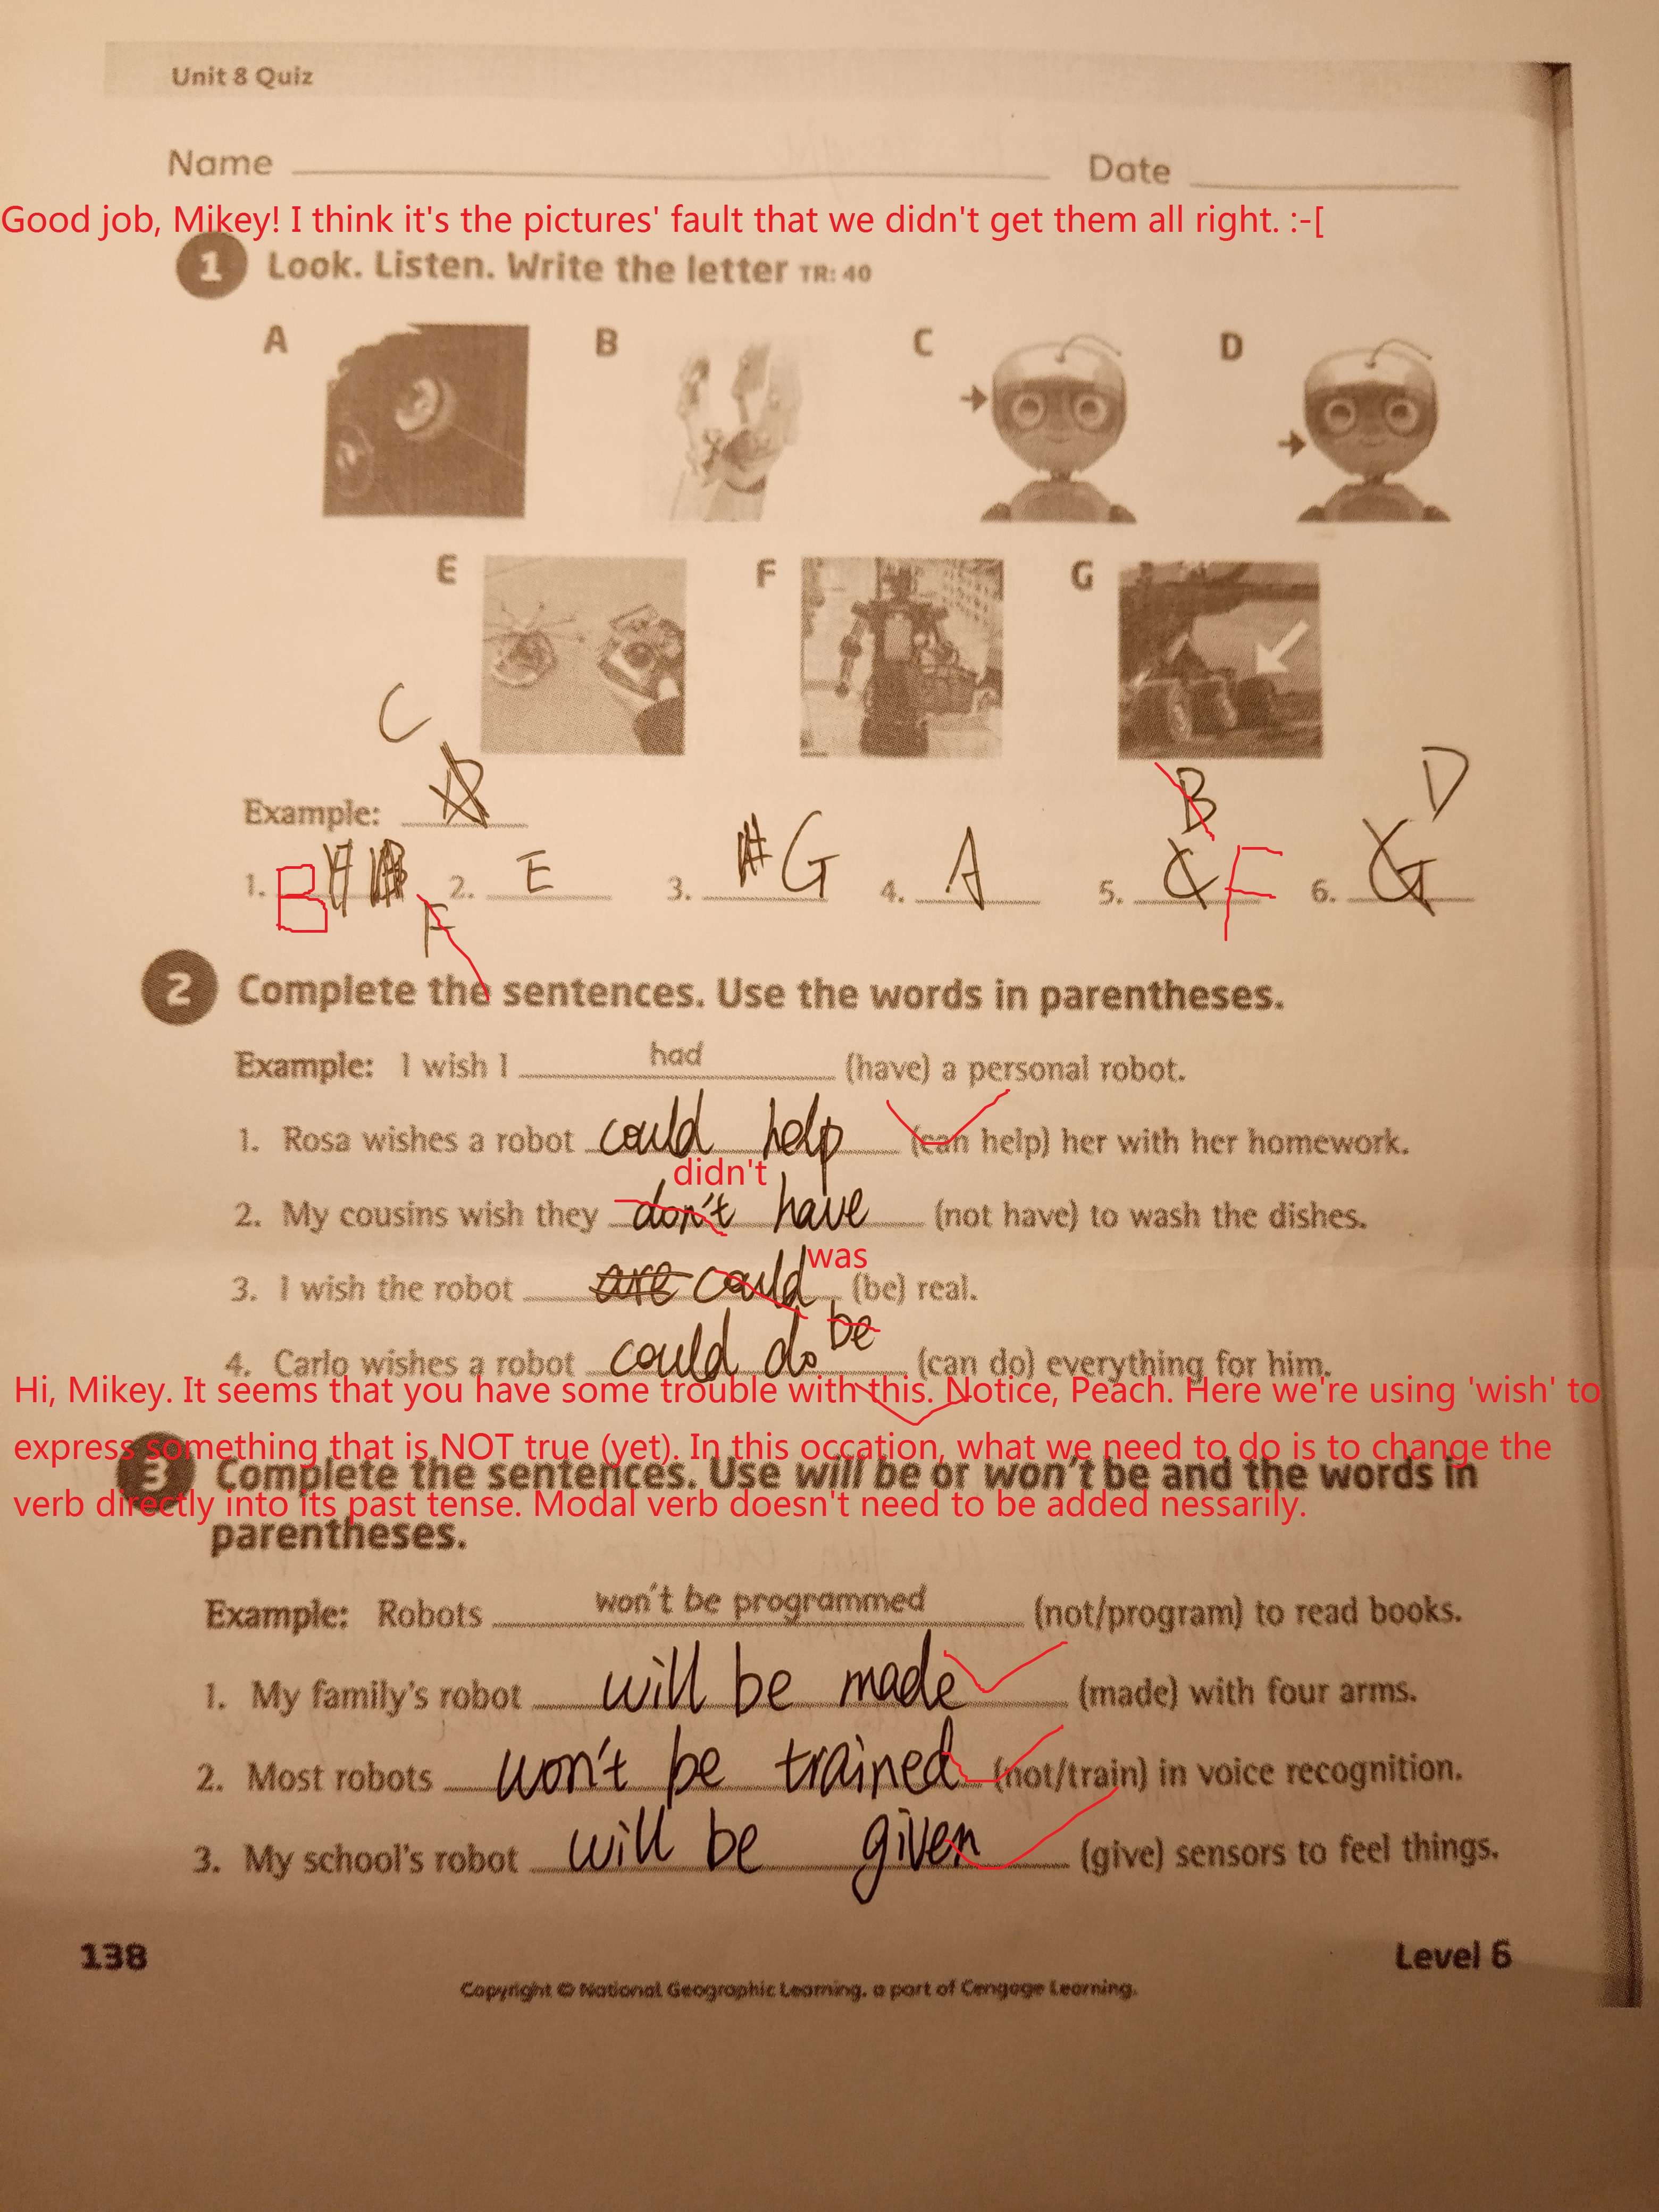 Unit 8 Quiz
Name Date
Good job, Mikey! I think it's the pictures' fault that we didn't get them all right. :-[
1 Look. Listen. Write the letter TR: 40
A B C D
E F G
C
B D
Example:
1. B 2. E 3. G 4. A 5. C F 6. G
F
2 Complete the sentences. Use the words in parentheses.
Example: I wish I had (have) a personal robot.
1. Rosa wishes a robot could help (can help) her with her homework.
didn't
2. My cousins wish they don't have (not have) to wash the dishes.
was
3. I wish the robot are could (be) real.
be
4. Carlo wishes a robot could do (can do) everything for him.
Hi, Mikey. It seems that you have some trouble with this. Notice, Peach. Here we're using 'wish' to
express something that is NOT true (yet). In this occation, what we need to do is to change the
3 Complete the sentences. Use will be or won't be and the words in
verb directly into its past tense. Modal verb doesn't need to be added nessarily.
parentheses.
Example: Robots won't be programmed (not/program) to read books.
1. My family's robot will be made (made) with four arms.
2. Most robots won't be trained (not/train) in voice recognition.
3. My school's robot will be given (give) sensors to feel things.
138 Level 6
Copyright © National Geographic Learning, a part of Cengage Learning.